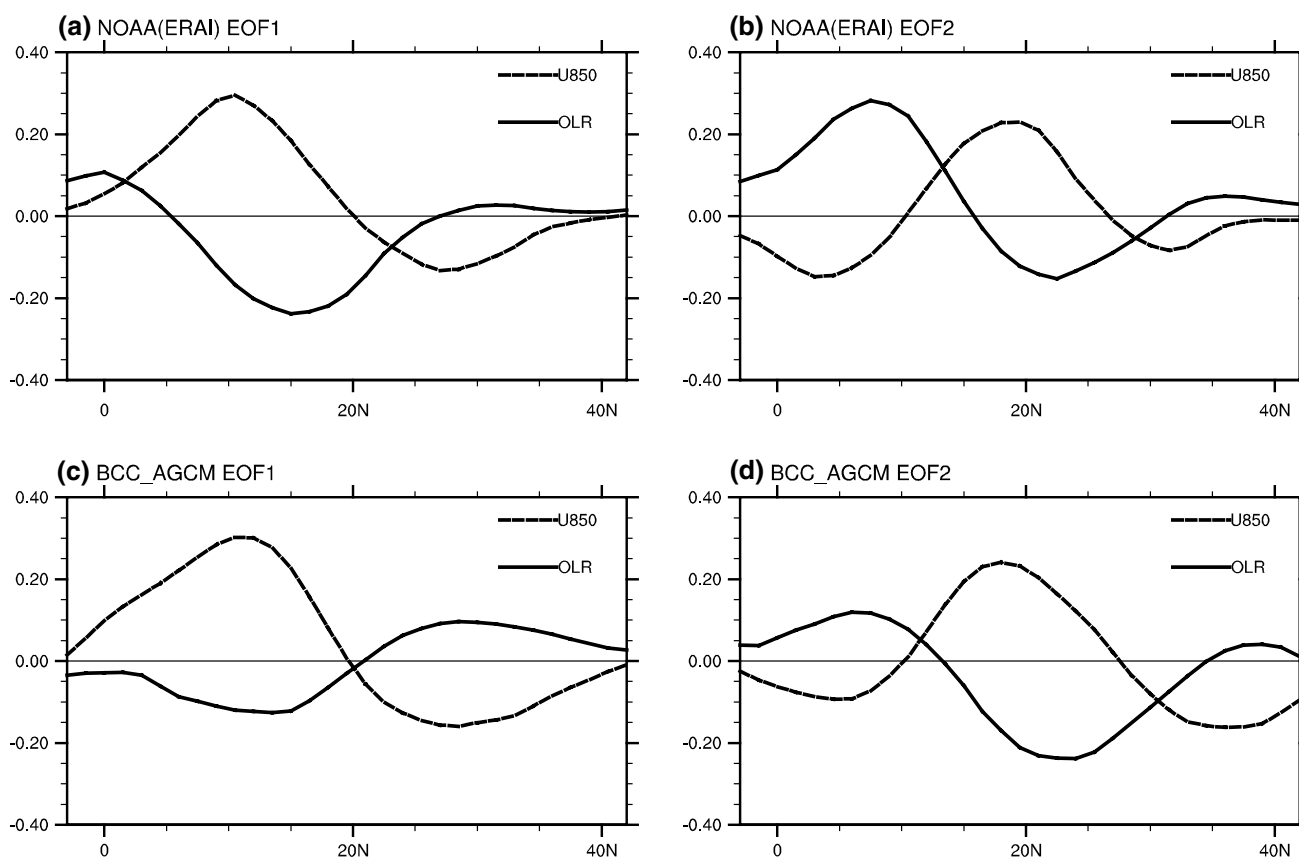 (a) NOAA(ERAI) EOF1
0.40
0.20
0.00
-0.20
-0.40
U850
OLR
0 20N 40N
(b) NOAA(ERAI) EOF2
0.40
0.20
0.00
-0.20
-0.40
U850
OLR
0 20N 40N
(c) BCC_AGCM EOF1
0.40
0.20
0.00
-0.20
-0.40
U850
OLR
0 20N 40N
(d) BCC_AGCM EOF2
0.40
0.20
0.00
-0.20
-0.40
U850
OLR
0 20N 40N